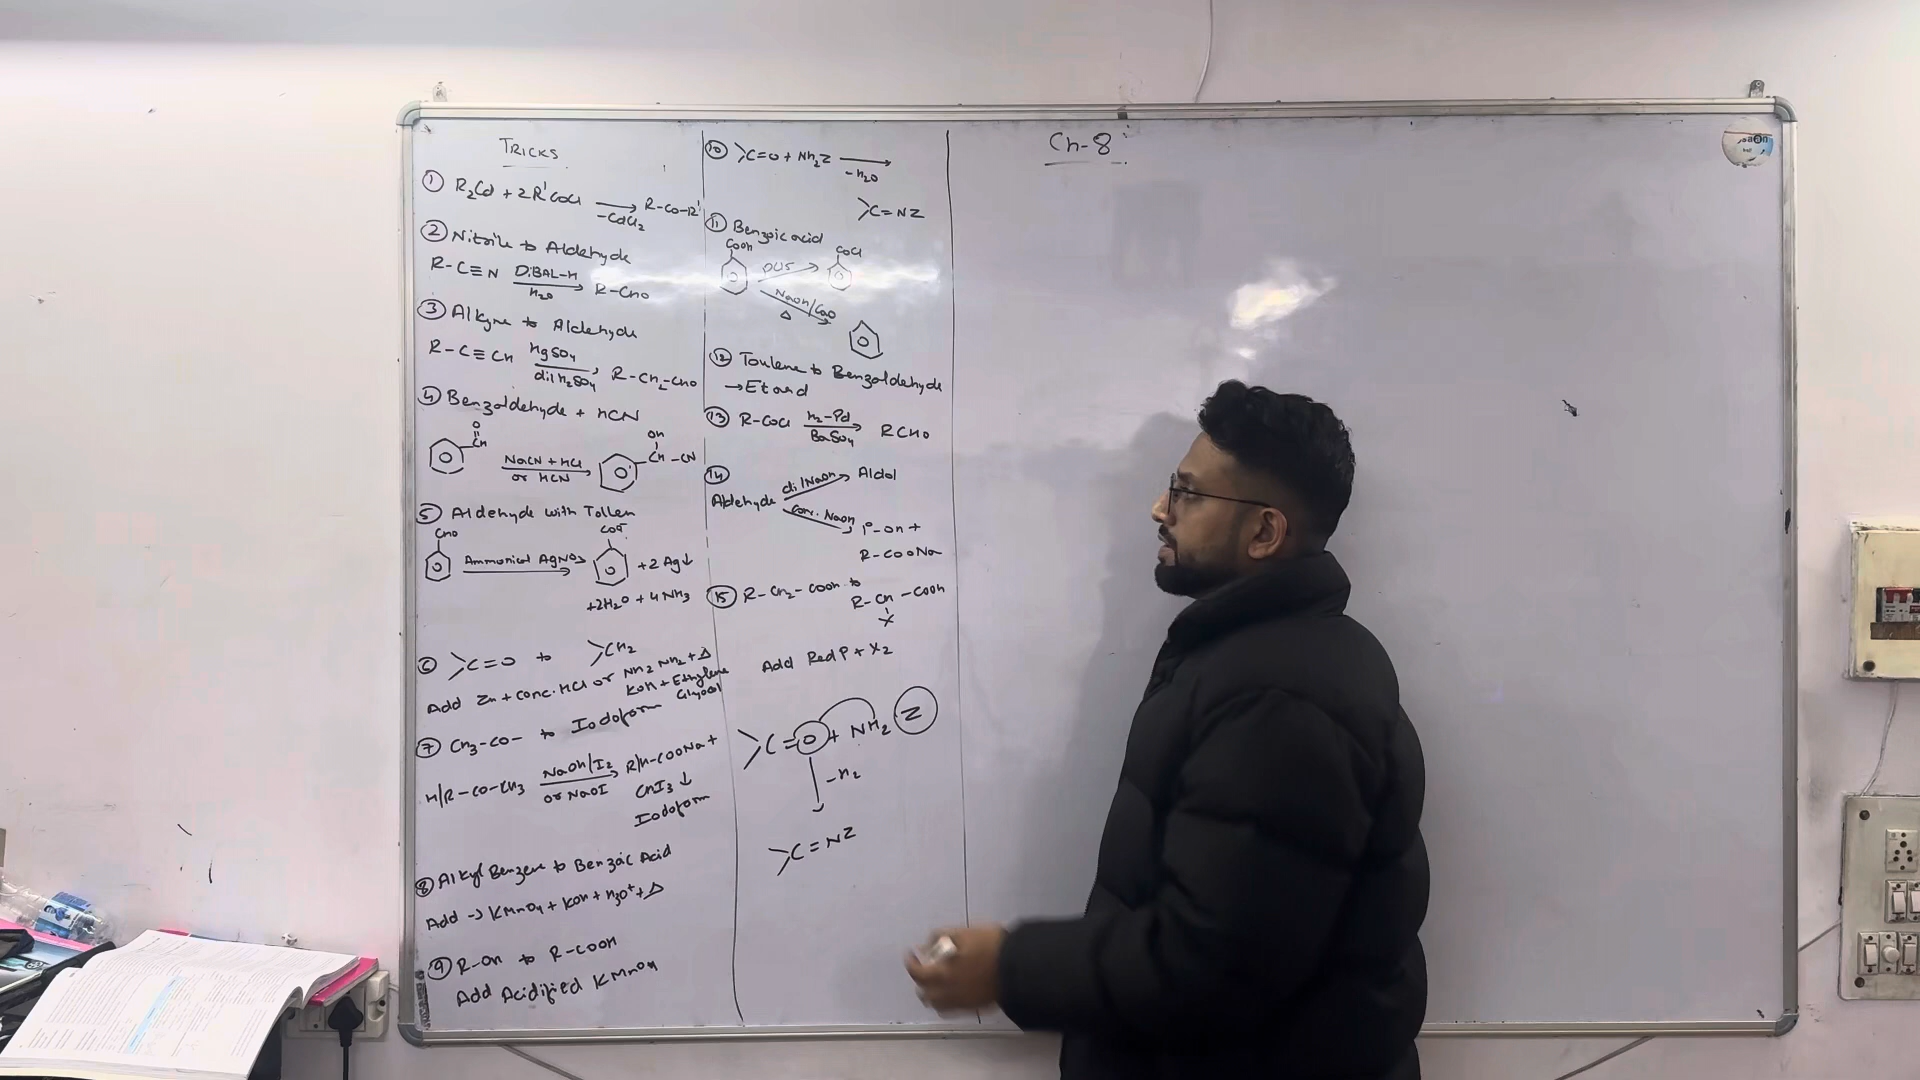 TRICKS
① R₂Cd + 2R'COCl → R-CO-R'
-CdCl₂
② Nitrile to Aldehyde
R-C≡N DIBAL-H R-CHO
H₂O
③ Alkyne to Aldehyde
R-C≡CH HgSO₄ R-CH₂-CHO
dil H₂SO₄
④ Benzaldehyde + HCN
O
CH
OH
CH-CN
NaCN + HCl
or HCN
⑤ Aldehyde with Tollen
CHO
COO⁻
Ammonical AgNO₃ + 2 Ag↓
+2H₂O + 4NH₃
⑥ >C=O to >CH₂
Add Zn + conc. HCl or NH₂NH₂ + Δ
KOH + Ethylene
Glycol
⑦ CH₃-CO- to Iodoform
H/R-CO-CH₃ NaOH/I₂ → R/H-COONa +
or NaOI
CHI₃ ↓
Iodoform
⑧ Alkyl Benzene to Benzoic Acid
Add → KMnO₄ + KOH + H₃O⁺ + Δ
⑨ R-OH to R-COOH
Add Acidified KMnO₄
⑩ >C=O + NH₂Z →
-H₂O
>C=NZ
⑪ Benzoic acid
COOH
COCl
PCl5
NaOH/CaO
Δ
⑫ Toulene to Benzaldehyde
→ Etard
⑬ R-COCl H₂-Pd → RCHO
BaSO₄
⑭
Aldehyde dil NaOH → Aldol
conc. NaOH → 1°-OH +
R-COONa
⑮ R-CH₂-COOH to
R-CH-COOH
X
Add Red P + X₂
>C=O + NH₂ Z
-H₂
>C=NZ
Ch-8